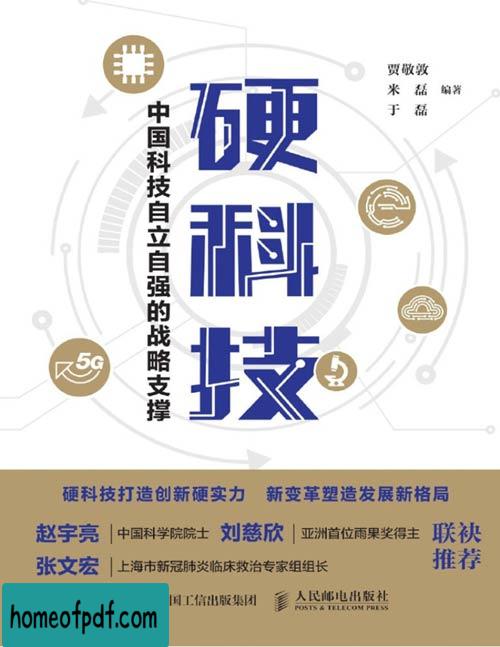 贾敬敦
米磊 编著
于磊
硬科技
中国科技自立自强的战略支撑
5G
硬科技打造创新硬实力 新变革塑造发展新格局
赵宇亮 中国科学院院士 刘慈欣 亚洲首位雨果奖得主
张文宏 上海市新冠肺炎临床救治专家组组长
联袂
推荐
国工信出版集团 人民邮电出版社
POSTS & TELECOM PRESS
homeofpdf.com